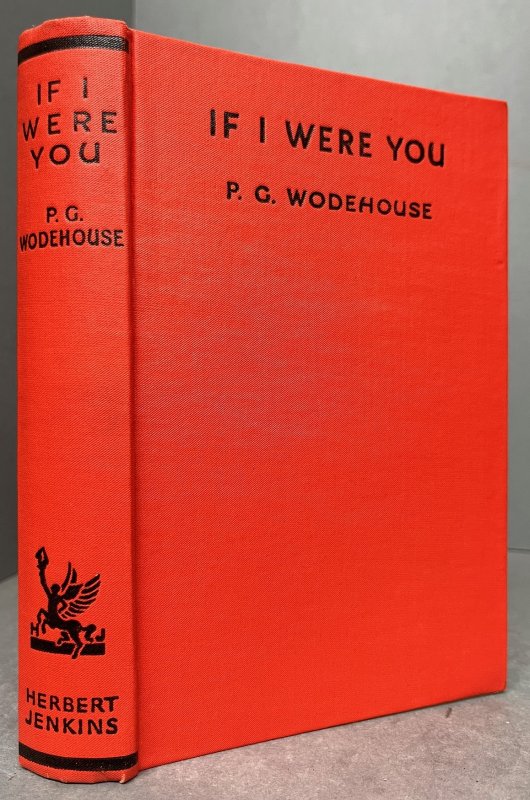 IF I
WERE
YOU
P. G.
WODEHOUSE
H J
HERBERT
JENKINS
IF I WERE YOU
P. G. WODEHOUSE